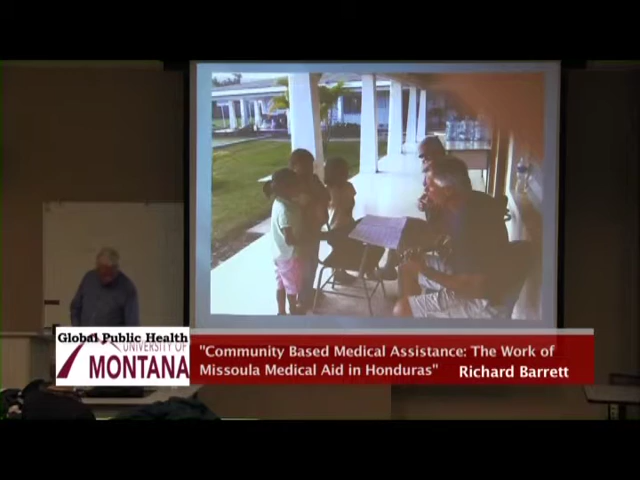 Global Public Health
UNIVERSITY OF
MONTANA
"Community Based Medical Assistance: The Work of
Missoula Medical Aid in Honduras"
Richard Barrett